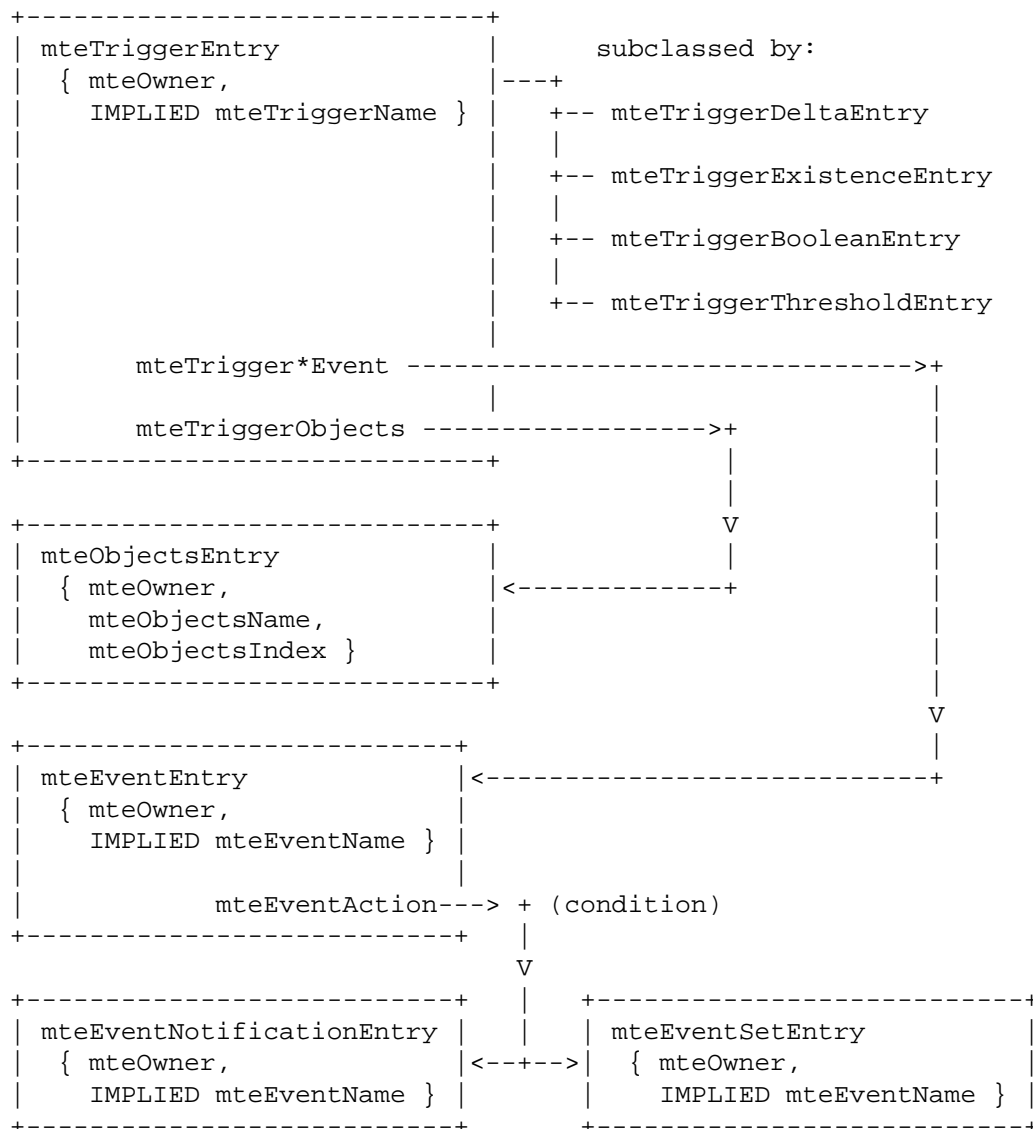 mteTriggerEntry subclassed by:
{ mteOwner,
IMPLIED mteTriggerName } +-- mteTriggerDeltaEntry
+-- mteTriggerExistenceEntry
+-- mteTriggerBooleanEntry
+-- mteTriggerThresholdEntry
mteTrigger*Event -------------------------------->+
mteTriggerObjects ------------------>+
V
mteObjectsEntry
{ mteOwner, |<-------------+
mteObjectsName,
mteObjectsIndex }
V
mteEventEntry |<----------------------------+
{ mteOwner,
IMPLIED mteEventName }
mteEventAction---> + (condition)
V
mteEventNotificationEntry | | | mteEventSetEntry
{ mteOwner, |<--+-->| { mteOwner,
IMPLIED mteEventName } | | IMPLIED mteEventName }